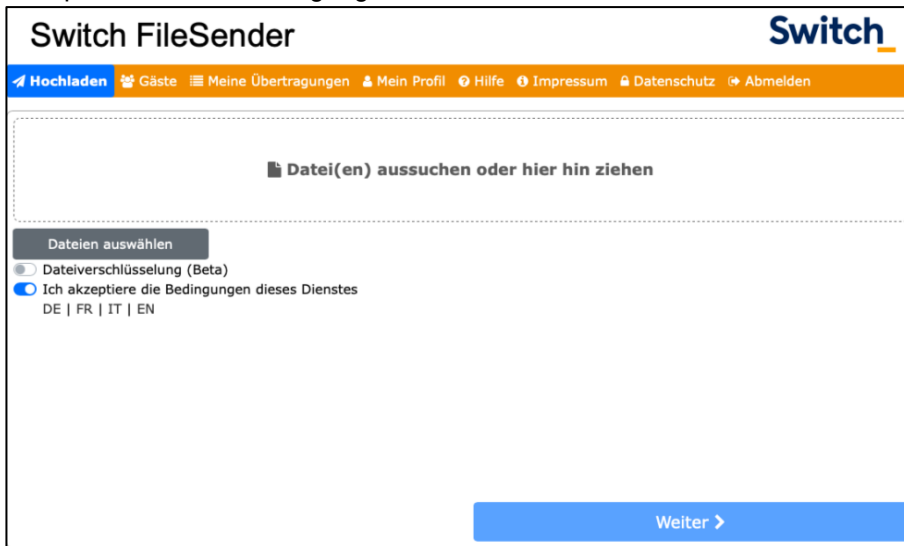 Switch FileSender
Switch_
Hochladen Gäste Meine Übertragungen Mein Profil Hilfe Impressum Datenschutz Abmelden
Datei(en) aussuchen oder hier hin ziehen
Dateien auswählen
Dateiverschlüsselung (Beta)
Ich akzeptiere die Bedingungen dieses Dienstes
DE | FR | IT | EN
Weiter